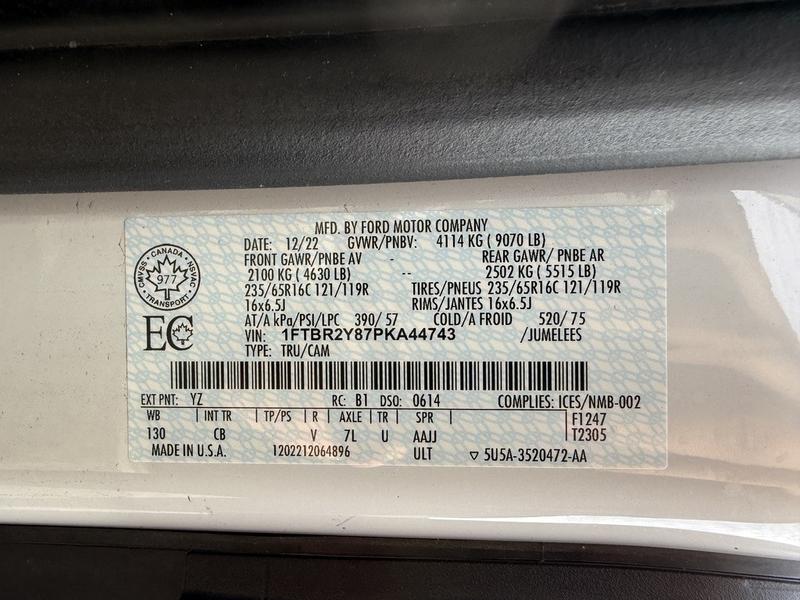 MFD. BY FORD MOTOR COMPANY
DATE: 12/22 GVWR/PNBV: 4114 KG ( 9070 LB)
FRONT GAWR/ PNBE AV - REAR GAWR/ PNBE AR
2100 KG ( 4630 LB) -- 2502 KG ( 5515 LB)
235/65R16C 121/119R TIRES/PNEUS 235/65R16C 121/119R
16x6.5J RIMS/JANTES 16x6.5J
AT/A kPa/PSI/LPC 390/ 57 COLD/A FROID 520/ 75
VIN: 1FTBR2Y87PKA44743 /JUMELEES
TYPE: TRU/CAM
CMVSS · CANADA · NSVAC
977
· TRANSPORT ·
EC
EXT PNT: YZ RC: B1 DSO: 0614 COMPLIES: ICES/NMB-002
WB | INT TR | TP/PS | R | AXLE | TR | SPR | F1247
130 CB V 7L U AAJJ T2305
MADE IN U.S.A. 1202212064896 ULT ▽ 5U5A-3520472-AA